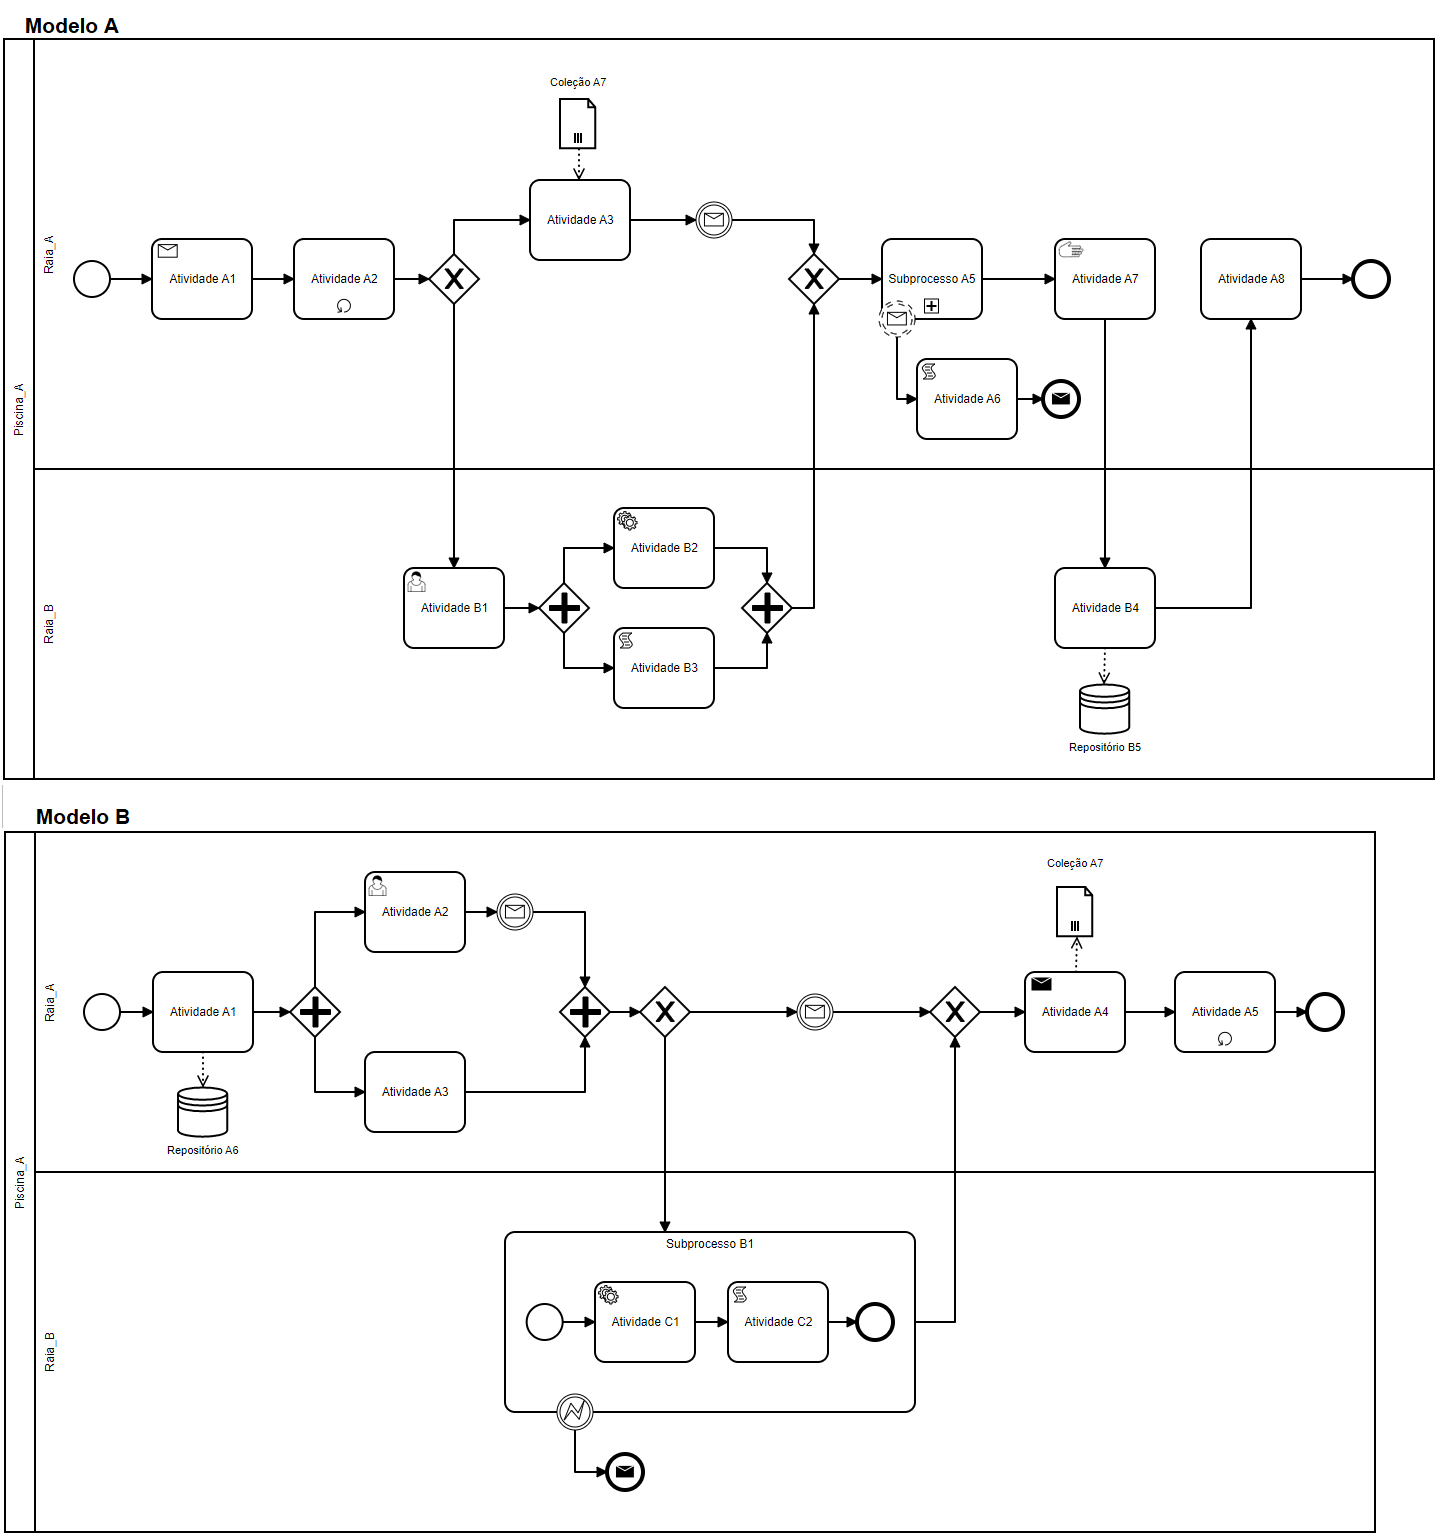 Modelo A
Piscina_A
Raia_A
Coleção A7
Atividade A3
Atividade A1
Atividade A2
Subprocesso A5
Atividade A7
Atividade A8
Atividade A6
Raia_B
Atividade B2
Atividade B1
Atividade B3
Atividade B4
Repositório B5
Modelo B
Piscina_A
Raia_A
Coleção A7
Atividade A2
Atividade A1
Atividade A4
Atividade A5
Atividade A3
Repositório A6
Raia_B
Subprocesso B1
Atividade C1
Atividade C2